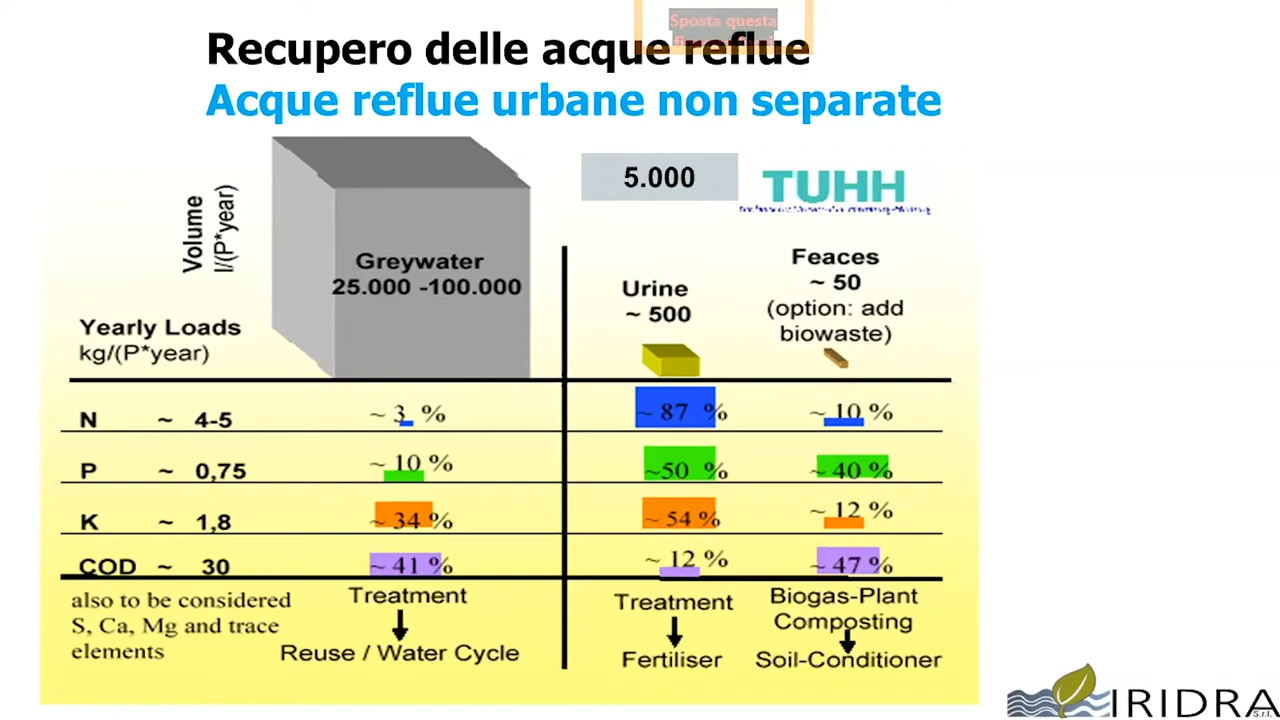 Sposta questa
Recupero delle acque reflue
Acque reflue urbane non separate
5.000
TUHH
Volume
l/(P*year)
Greywater
25.000 -100.000
Urine
~ 500
Feaces
~ 50
(option: add
biowaste)
Yearly Loads
kg/(P*year)
N ~ 4-5 ~ 3 % ~ 87 % ~ 10 %
P ~ 0,75 ~ 10 % ~50 % ~ 40 %
K ~ 1,8 ~ 34 % ~ 54 % ~ 12 %
COD ~ 30 ~ 41 % ~ 12 % ~ 47 %
also to be considered
S, Ca, Mg and trace
elements
Treatment
Reuse / Water Cycle
Treatment
Fertiliser
Biogas-Plant
Composting
Soil-Conditioner
IRIDRA
S.r.l.